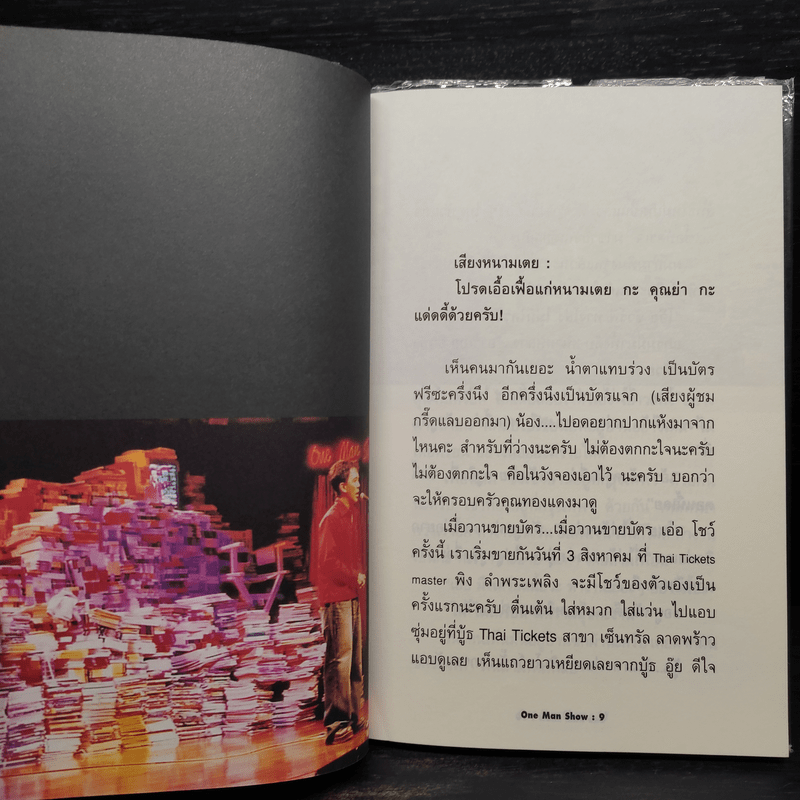 One Man
เสียงหนามเตย :
โปรดเอื้อเฟื้อแก่หนามเตย กะ คุณย่า กะ
แด๊ดดี้ด้วยครับ!
เห็นคนมากันเยอะ น้ำตาแทบร่วง เป็นบัตร
ฟรีซะครึ่งนึง อีกครึ่งนึงเป็นบัตรแจก (เสียงผู้ชม
กรี๊ดแลบออกมา) น้อง....ไปอดอยากปากแห้งมาจาก
ไหนคะ สำหรับที่ว่างนะครับ ไม่ต้องตกกะใจนะครับ
ไม่ต้องตกกะใจ คือในวังจองเอาไว้ นะครับ บอกว่า
จะให้ครอบครัวคุณทองแดงมาดู
เมื่อวานขายบัตร...เมื่อวานขายบัตร เอ่อ โชว์
ครั้งนี้ เราเริ่มขายกันวันที่ 3 สิงหาคม ที่ Thai Tickets
master พิง ลำพระเพลิง จะมีโชว์ของตัวเองเป็น
ครั้งแรกนะครับ ตื่นเต้น ใส่หมวก ใส่แว่น ไปแอบ
ซุ่มอยู่ที่บู้ธ Thai Tickets สาขา เซ็นทรัล ลาดพร้าว
แอบดูเลย เห็นแถวยาวเหยียดเลยจากบู้ธ อู๊ย ดีใจ
One Man Show : 9